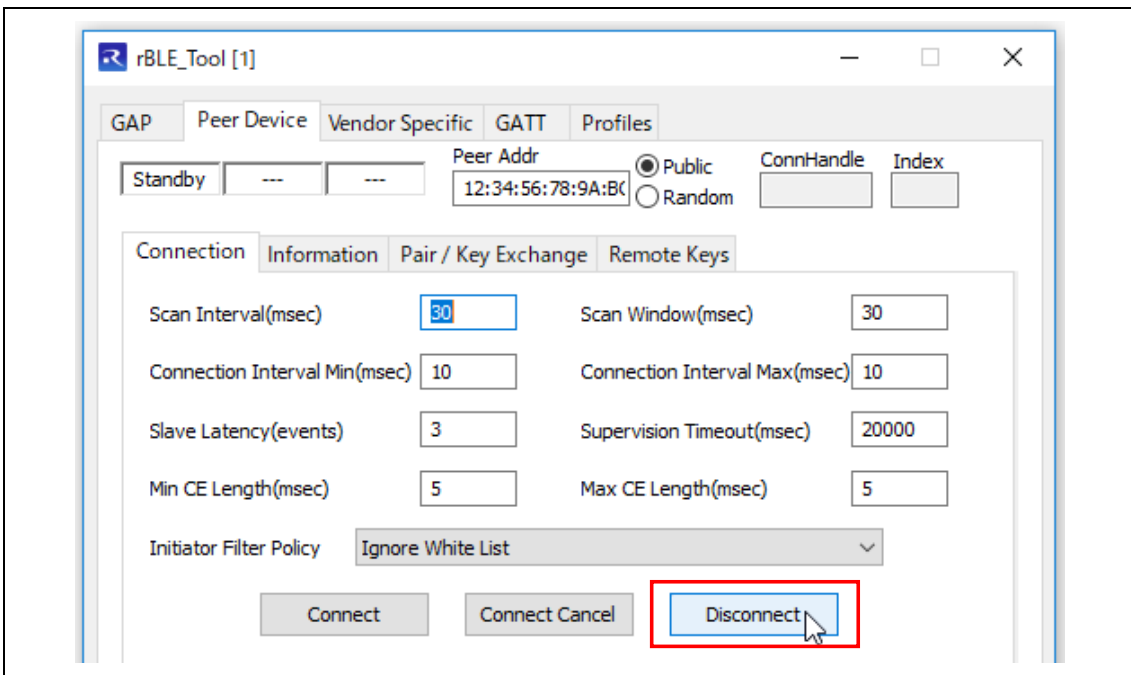 rBLE_Tool [1]
GAP Peer Device Vendor Specific GATT Profiles
Standby --- --- Peer Addr 12:34:56:78:9A:B Public Random ConnHandle Index
Connection Information Pair / Key Exchange Remote Keys
Scan Interval(msec) 30 Scan Window(msec) 30
Connection Interval Min(msec) 10 Connection Interval Max(msec) 10
Slave Latency(events) 3 Supervision Timeout(msec) 20000
Min CE Length(msec) 5 Max CE Length(msec) 5
Initiator Filter Policy Ignore White List
Connect Connect Cancel Disconnect